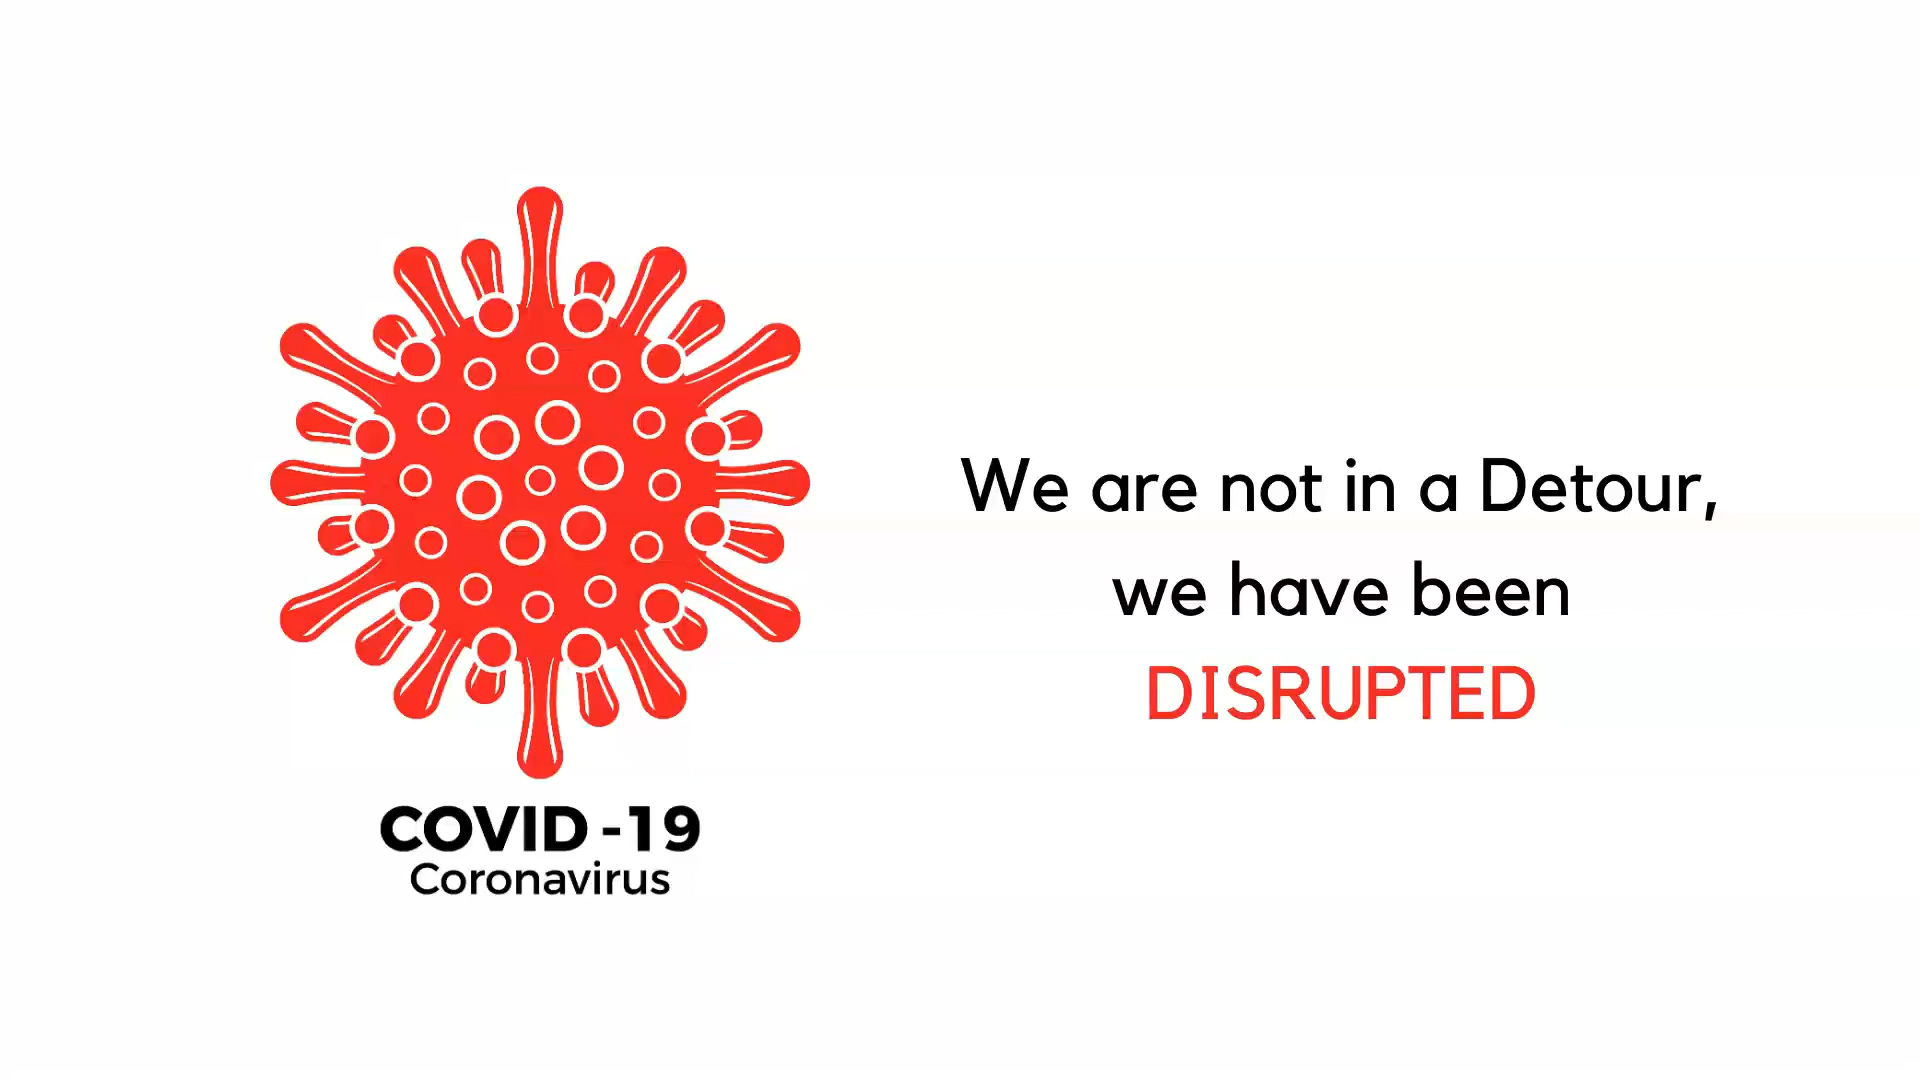 COVID -19
Coronavirus
We are not in a Detour,
we have been
DISRUPTED